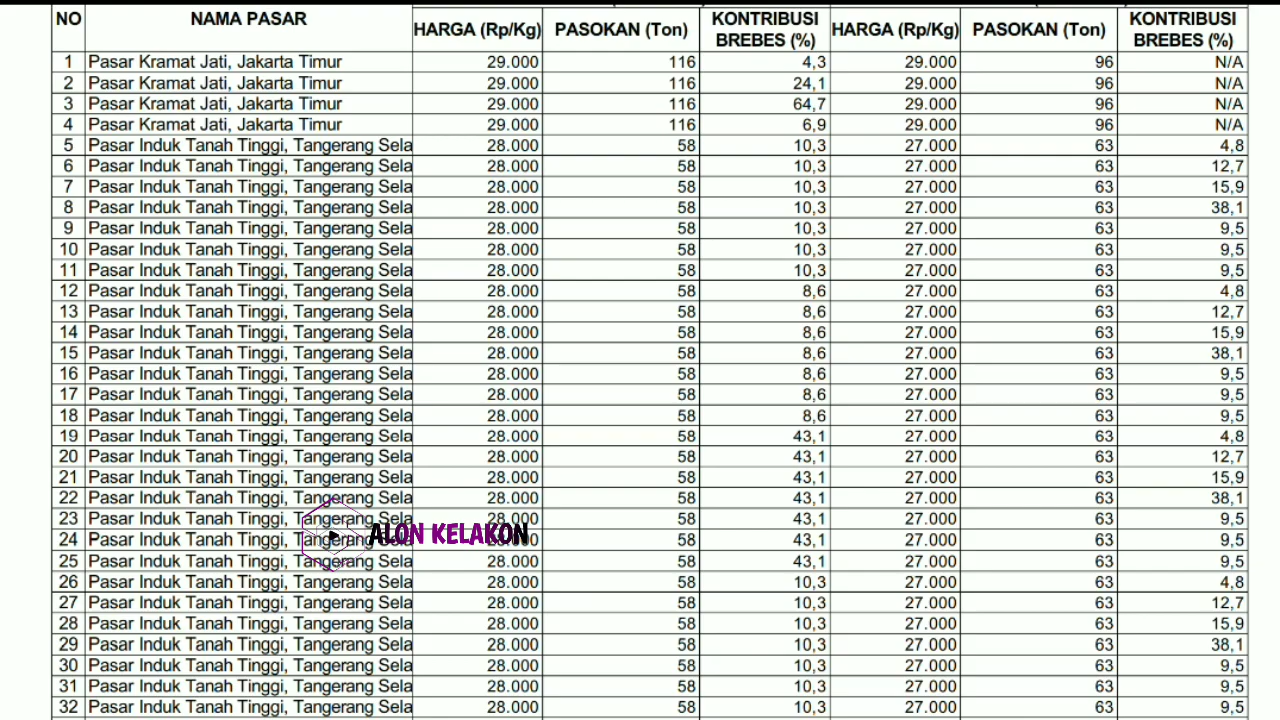 NO NAMA PASAR HARGA (Rp/Kg) PASOKAN (Ton) KONTRIBUSI BREBES (%) HARGA (Rp/Kg) PASOKAN (Ton) KONTRIBUSI BREBES (%)
1 Pasar Kramat Jati, Jakarta Timur 29.000 116 4,3 29.000 96 N/A
2 Pasar Kramat Jati, Jakarta Timur 29.000 116 24,1 29.000 96 N/A
3 Pasar Kramat Jati, Jakarta Timur 29.000 116 64,7 29.000 96 N/A
4 Pasar Kramat Jati, Jakarta Timur 29.000 116 6,9 29.000 96 N/A
5 Pasar Induk Tanah Tinggi, Tangerang Sela 28.000 58 10,3 27.000 63 4,8
6 Pasar Induk Tanah Tinggi, Tangerang Sela 28.000 58 10,3 27.000 63 12,7
7 Pasar Induk Tanah Tinggi, Tangerang Sela 28.000 58 10,3 27.000 63 15,9
8 Pasar Induk Tanah Tinggi, Tangerang Sela 28.000 58 10,3 27.000 63 38,1
9 Pasar Induk Tanah Tinggi, Tangerang Sela 28.000 58 10,3 27.000 63 9,5
10 Pasar Induk Tanah Tinggi, Tangerang Sela 28.000 58 10,3 27.000 63 9,5
11 Pasar Induk Tanah Tinggi, Tangerang Sela 28.000 58 10,3 27.000 63 9,5
12 Pasar Induk Tanah Tinggi, Tangerang Sela 28.000 58 8,6 27.000 63 4,8
13 Pasar Induk Tanah Tinggi, Tangerang Sela 28.000 58 8,6 27.000 63 12,7
14 Pasar Induk Tanah Tinggi, Tangerang Sela 28.000 58 8,6 27.000 63 15,9
15 Pasar Induk Tanah Tinggi, Tangerang Sela 28.000 58 8,6 27.000 63 38,1
16 Pasar Induk Tanah Tinggi, Tangerang Sela 28.000 58 8,6 27.000 63 9,5
17 Pasar Induk Tanah Tinggi, Tangerang Sela 28.000 58 8,6 27.000 63 9,5
18 Pasar Induk Tanah Tinggi, Tangerang Sela 28.000 58 8,6 27.000 63 9,5
19 Pasar Induk Tanah Tinggi, Tangerang Sela 28.000 58 43,1 27.000 63 4,8
20 Pasar Induk Tanah Tinggi, Tangerang Sela 28.000 58 43,1 27.000 63 12,7
21 Pasar Induk Tanah Tinggi, Tangerang Sela 28.000 58 43,1 27.000 63 15,9
22 Pasar Induk Tanah Tinggi, Tangerang Sela 28.000 58 43,1 27.000 63 38,1
23 Pasar Induk Tanah Tinggi, Tangerang Sela 28.000 58 43,1 27.000 63 9,5
24 Pasar Induk Tanah Tinggi, Tangerang 58 43,1 27.000 63 9,5
ALON KELAKON
25 Pasar Induk Tanah Tinggi, Tangerang Sela 28.000 58 43,1 27.000 63 9,5
26 Pasar Induk Tanah Tinggi, Tangerang Sela 28.000 58 10,3 27.000 63 4,8
27 Pasar Induk Tanah Tinggi, Tangerang Sela 28.000 58 10,3 27.000 63 12,7
28 Pasar Induk Tanah Tinggi, Tangerang Sela 28.000 58 10,3 27.000 63 15,9
29 Pasar Induk Tanah Tinggi, Tangerang Sela 28.000 58 10,3 27.000 63 38,1
30 Pasar Induk Tanah Tinggi, Tangerang Sela 28.000 58 10,3 27.000 63 9,5
31 Pasar Induk Tanah Tinggi, Tangerang Sela 28.000 58 10,3 27.000 63 9,5
32 Pasar Induk Tanah Tinggi, Tangerang Sela 28.000 58 10,3 27.000 63 9,5